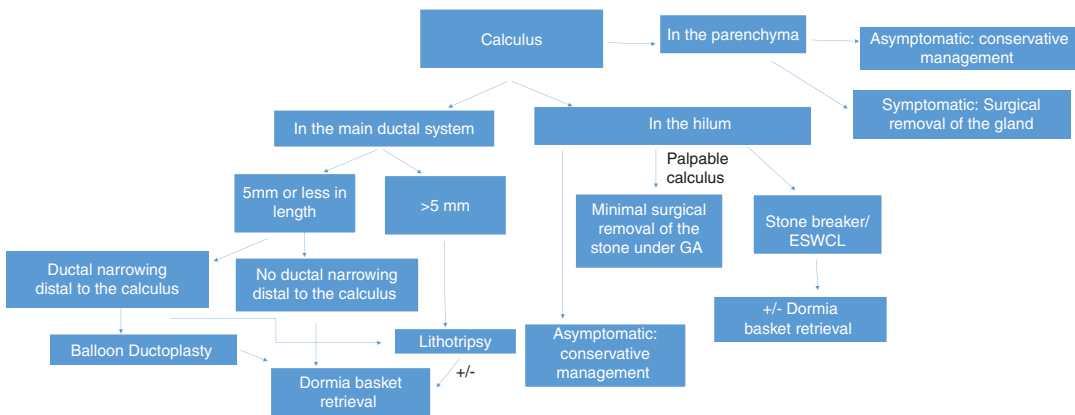 Calculus
In the parenchyma
Asymptomatic: conservative
management
Symptomatic: Surgical
removal of the gland
In the main ductal system
In the hilum
Palpable
calculus
5mm or less in
length
>5 mm
Minimal surgical
removal of the
stone under GA
Stone breaker/
ESWCL
Ductal narrowing
distal to the calculus
No ductal narrowing
distal to the calculus
+/- Dormia
basket retrieval
Balloon Ductoplasty
Lithotripsy
Asymptomatic:
conservative
management
+/-
Dormia basket
retrieval